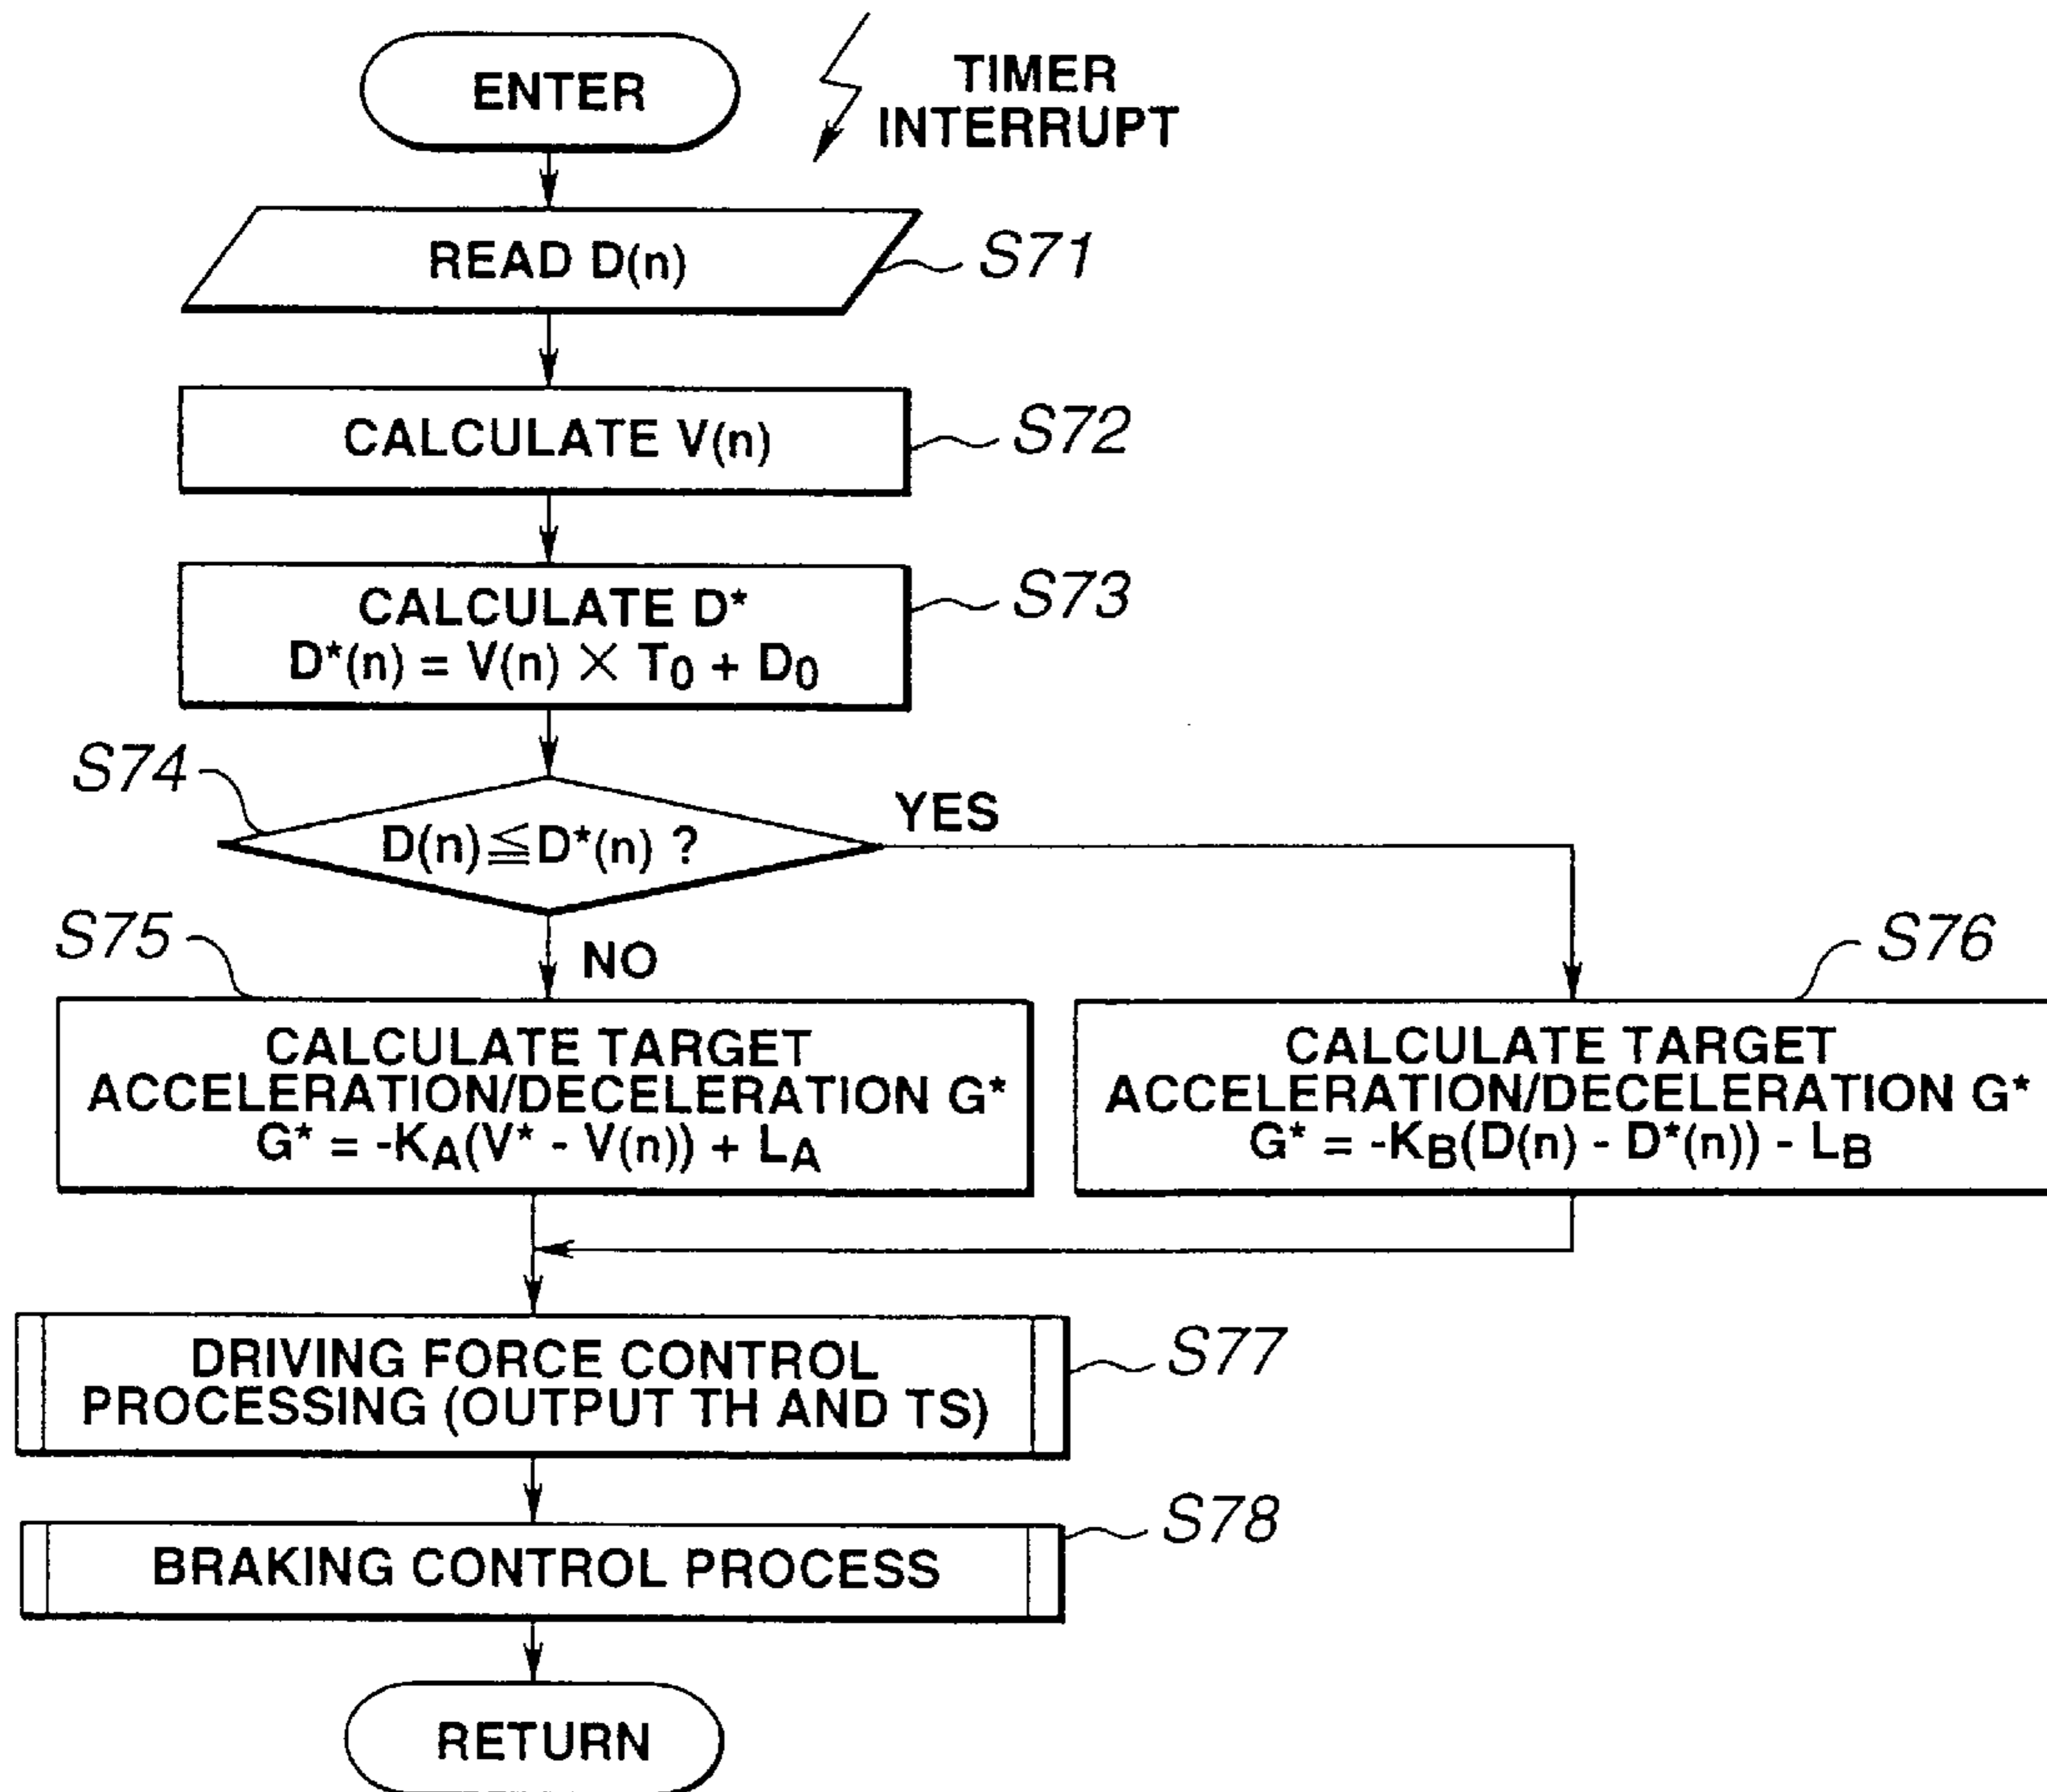 ENTER
TIMER
INTERRUPT
READ D(n)
S71
CALCULATE V(n)
S72
CALCULATE D*
D*(n) = V(n) × T0 + D0
S73
S74
D(n)≦D*(n) ?
YES
NO
S75
CALCULATE TARGET
ACCELERATION/DECELERATION G*
G* = -KA(V* - V(n)) + LA
S76
CALCULATE TARGET
ACCELERATION/DECELERATION G*
G* = -KB(D(n) - D*(n)) - LB
DRIVING FORCE CONTROL
PROCESSING (OUTPUT TH AND TS)
S77
BRAKING CONTROL PROCESS
S78
RETURN